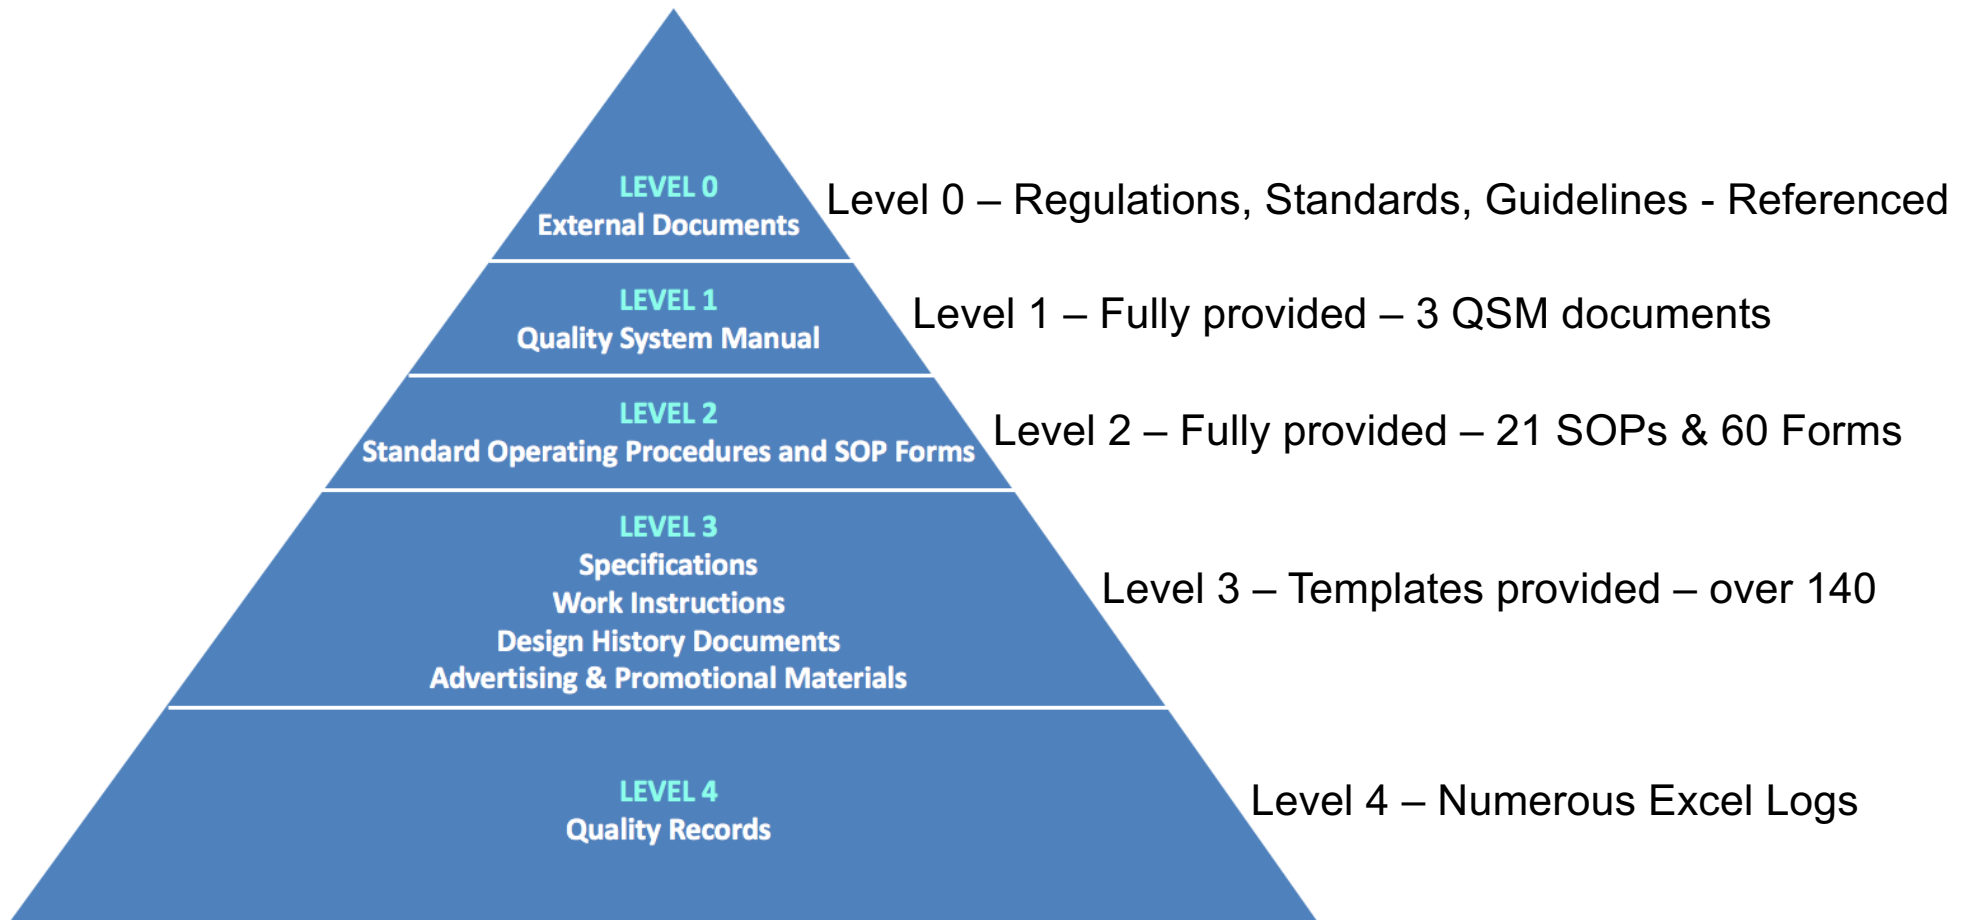 LEVEL 0
External Documents
Level 0 – Regulations, Standards, Guidelines - Referenced
LEVEL 1
Quality System Manual
Level 1 – Fully provided – 3 QSM documents
LEVEL 2
Standard Operating Procedures and SOP Forms
Level 2 – Fully provided – 21 SOPs & 60 Forms
LEVEL 3
Specifications
Work Instructions
Design History Documents
Advertising & Promotional Materials
Level 3 – Templates provided – over 140
LEVEL 4
Quality Records
Level 4 – Numerous Excel Logs